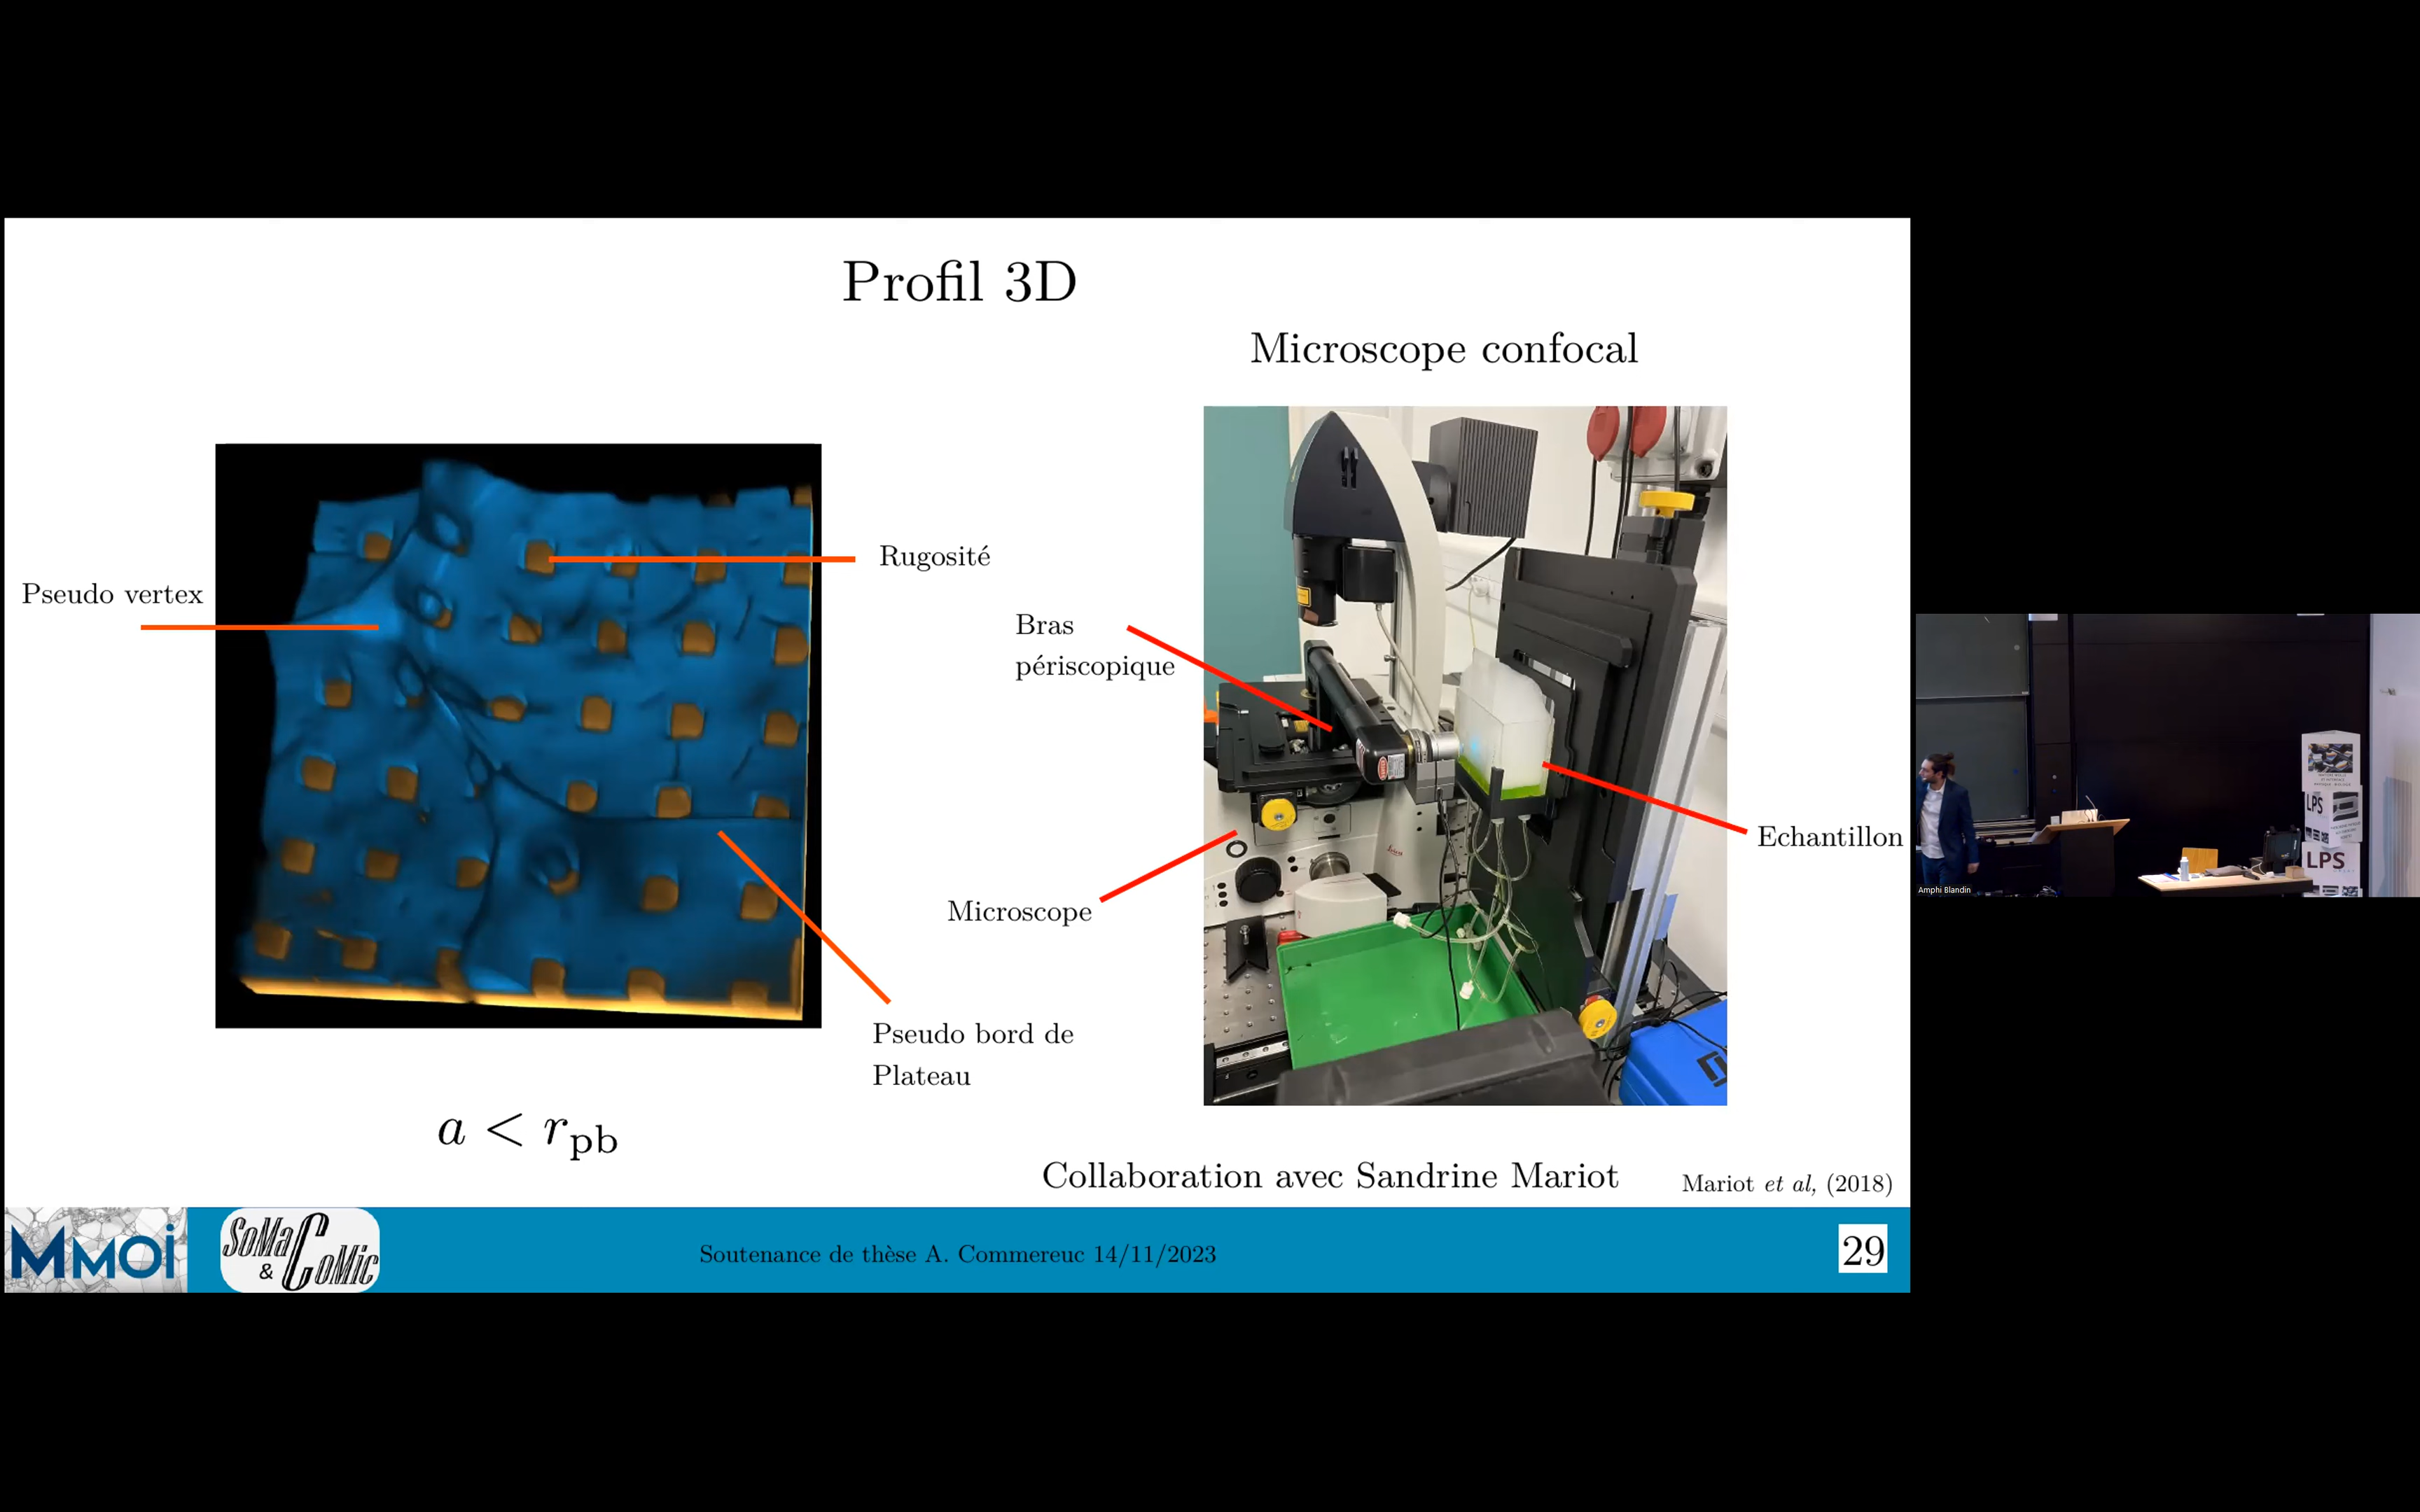 Profil 3D
Microscope confocal
Pseudo vertex
Rugosité
Bras
périscopique
Microscope
Echantillon
Pseudo bord de
Plateau
a < r_pb
Collaboration avec Sandrine Mariot
Mariot et al, (2018)
MMOi
SoMa
& CoMic
Soutenance de thèse A. Commereuc 14/11/2023
29
LPS
LPS
Amphi Blandin